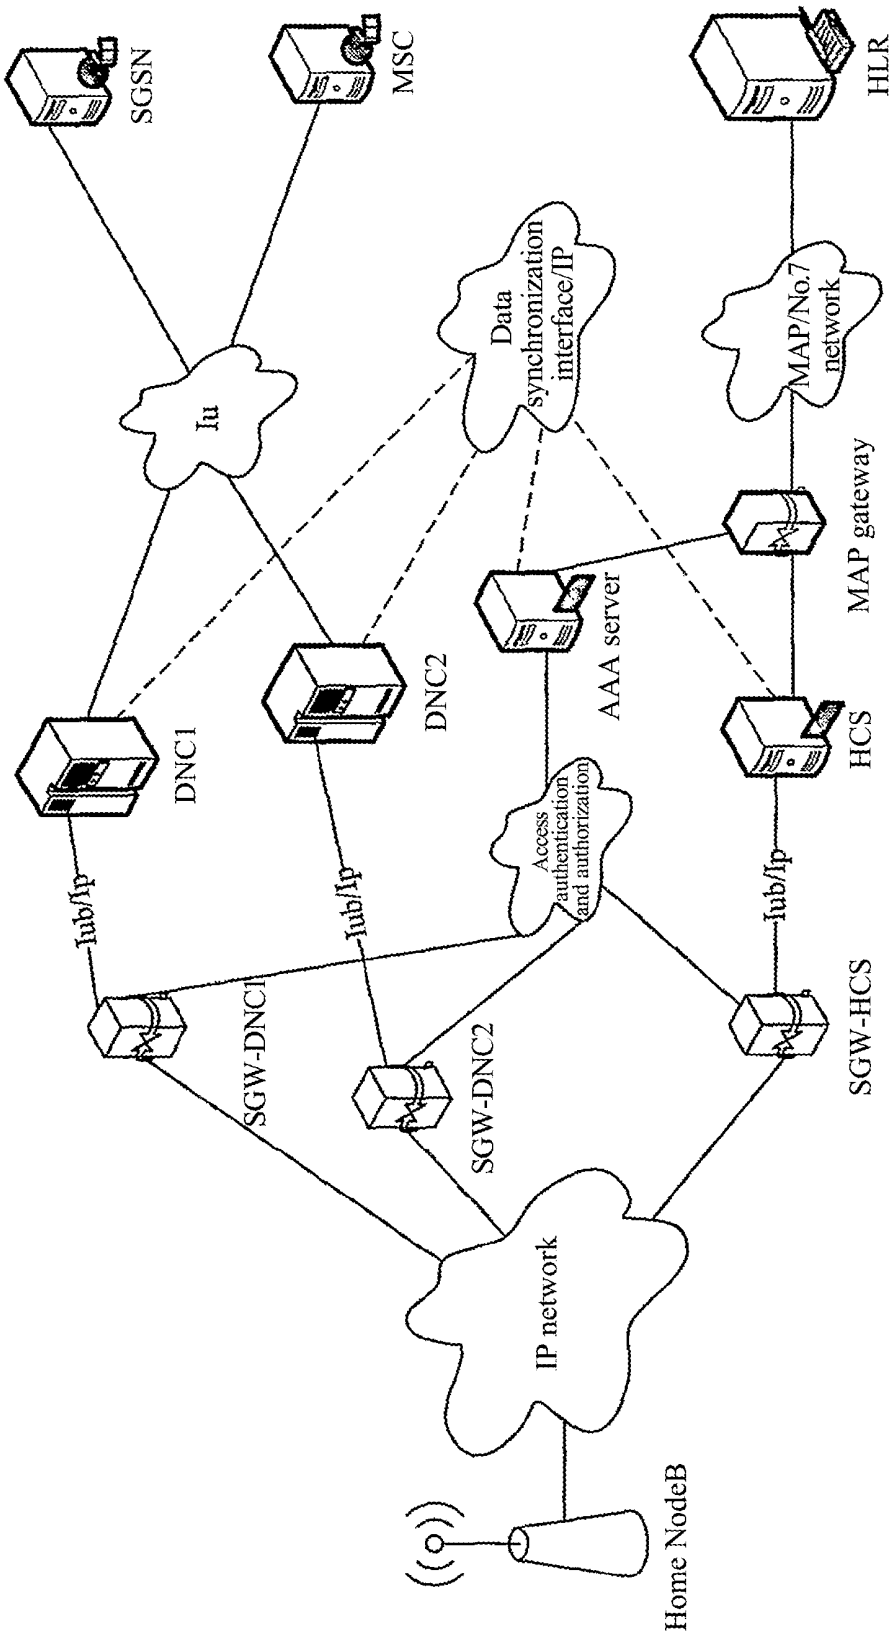 SGSN
MSC
HLR
Iu
Data
synchronization
interface/IP
MAP/No.7
network
DNC1
DNC2
AAA server
MAP gateway
HCS
Iub/Ip
Iub/Ip
Iub/Ip
Access
authentication
and authorization
SGW-DNC1
SGW-DNC2
SGW-HCS
IP network
Home NodeB